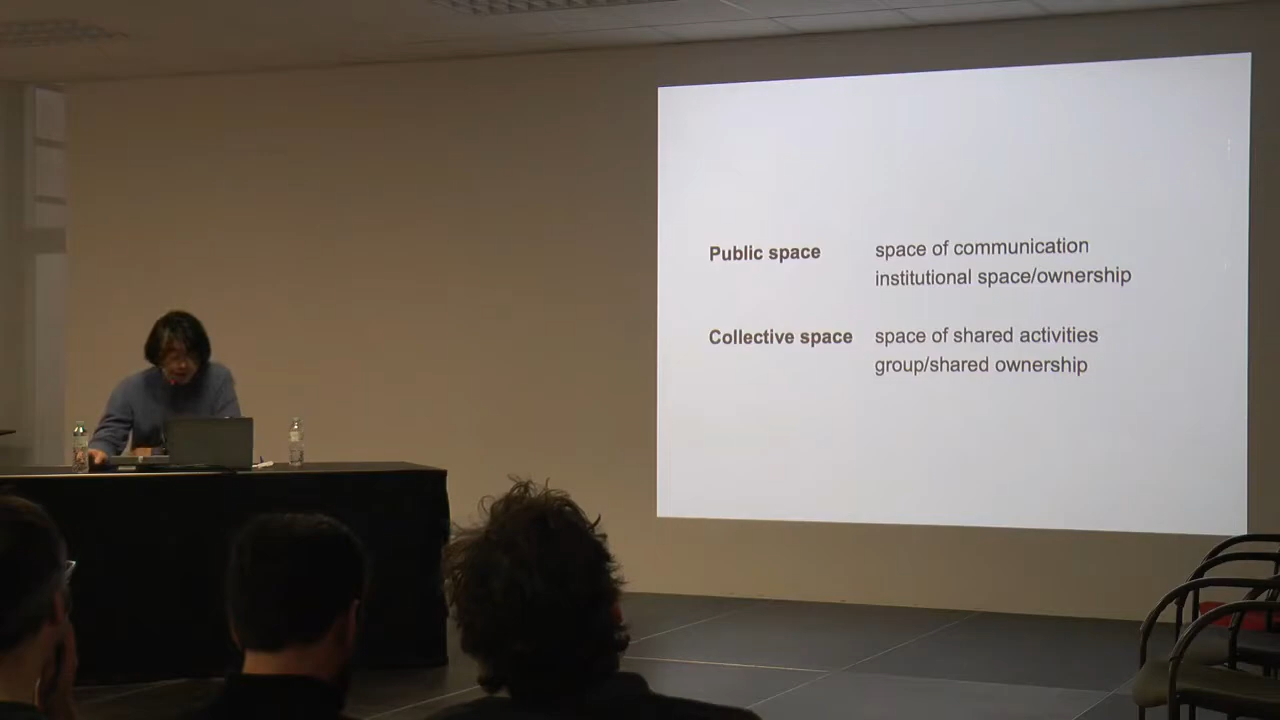 Public space space of communication
institutional space/ownership
Collective space space of shared activities
group/shared ownership